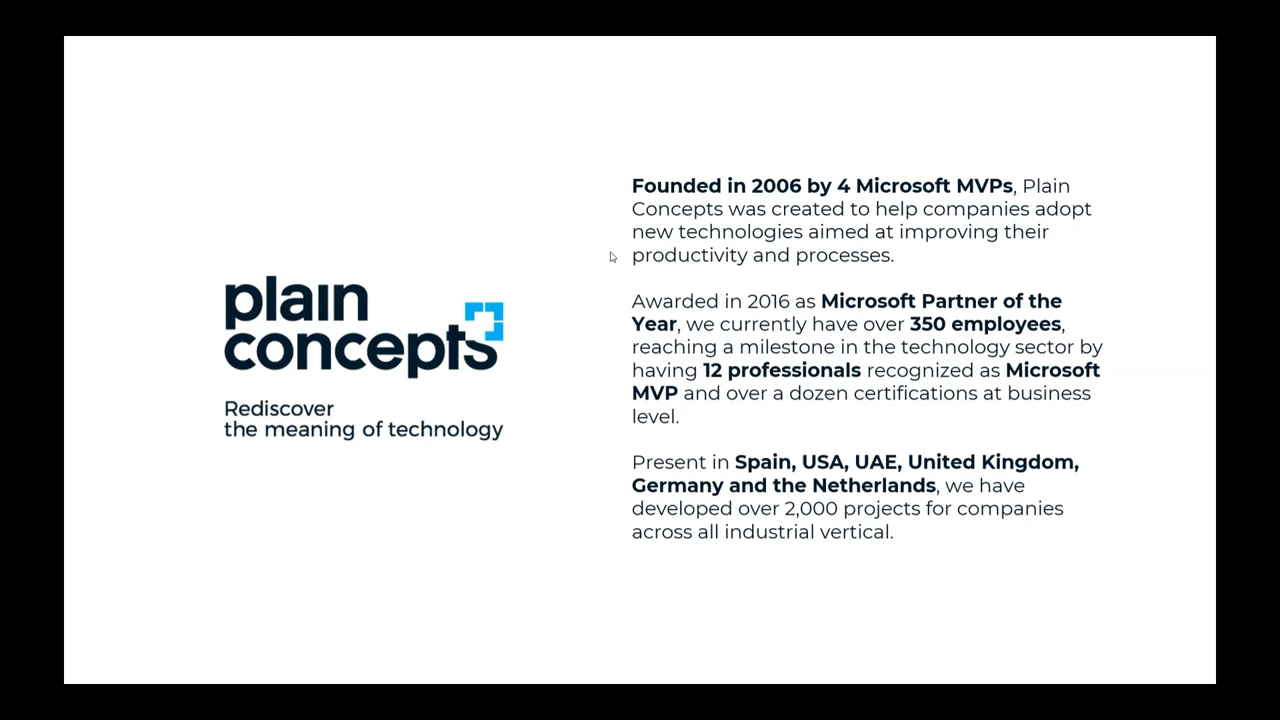 plain
concepts
Rediscover
the meaning of technology
Founded in 2006 by 4 Microsoft MVPs, Plain
Concepts was created to help companies adopt
new technologies aimed at improving their
productivity and processes.
Awarded in 2016 as Microsoft Partner of the
Year, we currently have over 350 employees,
reaching a milestone in the technology sector by
having 12 professionals recognized as Microsoft
MVP and over a dozen certifications at business
level.
Present in Spain, USA, UAE, United Kingdom,
Germany and the Netherlands, we have
developed over 2,000 projects for companies
across all industrial vertical.